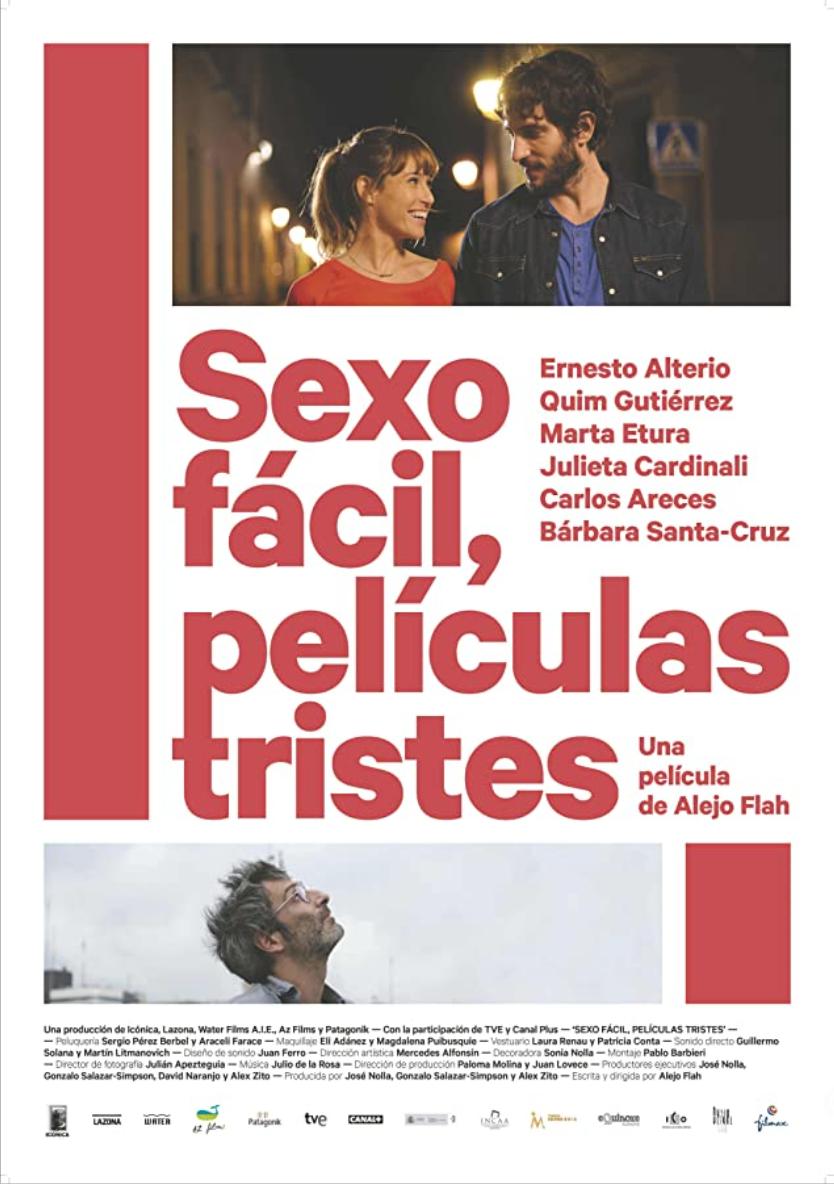 Sexo
fácil,
películas
tristes
Ernesto Alterio
Quim Gutiérrez
Marta Etura
Julieta Cardinali
Carlos Areces
Bárbara Santa-Cruz
Una
película
de Alejo Flah
Una producción de Icónica, Lazona, Water Films A.I.E., Az Films y Patagonik — Con la participación de TVE y Canal Plus — ‘SEXO FÁCIL, PELÍCULAS TRISTES’ —
— Peluquería Sergio Pérez Berbel y Araceli Farace — Maquillaje Eli Adánez y Magdalena Puibusquie — Vestuario Laura Renau y Patricia Conta — Sonido directo Guillermo
Solana y Martín Litmanovich — Diseño de sonido Juan Ferro — Dirección artística Mercedes Alfonsin — Decoradora Sonia Nolla — Montaje Pablo Barbieri
— Director de fotografía Julián Apezteguia — Música Julio de la Rosa — Dirección de producción Paloma Molina y Juan Lovece — Productores ejecutivos José Nolla,
Gonzalo Salazar-Simpson, David Naranjo y Alex Zito — Producida por José Nolla, Gonzalo Salazar-Simpson y Alex Zito — Escrita y dirigida por Alejo Flah
ICÓNICA LAZONA WATER az films Patagonik tve CANAL+ INCAA equinoxe filmax